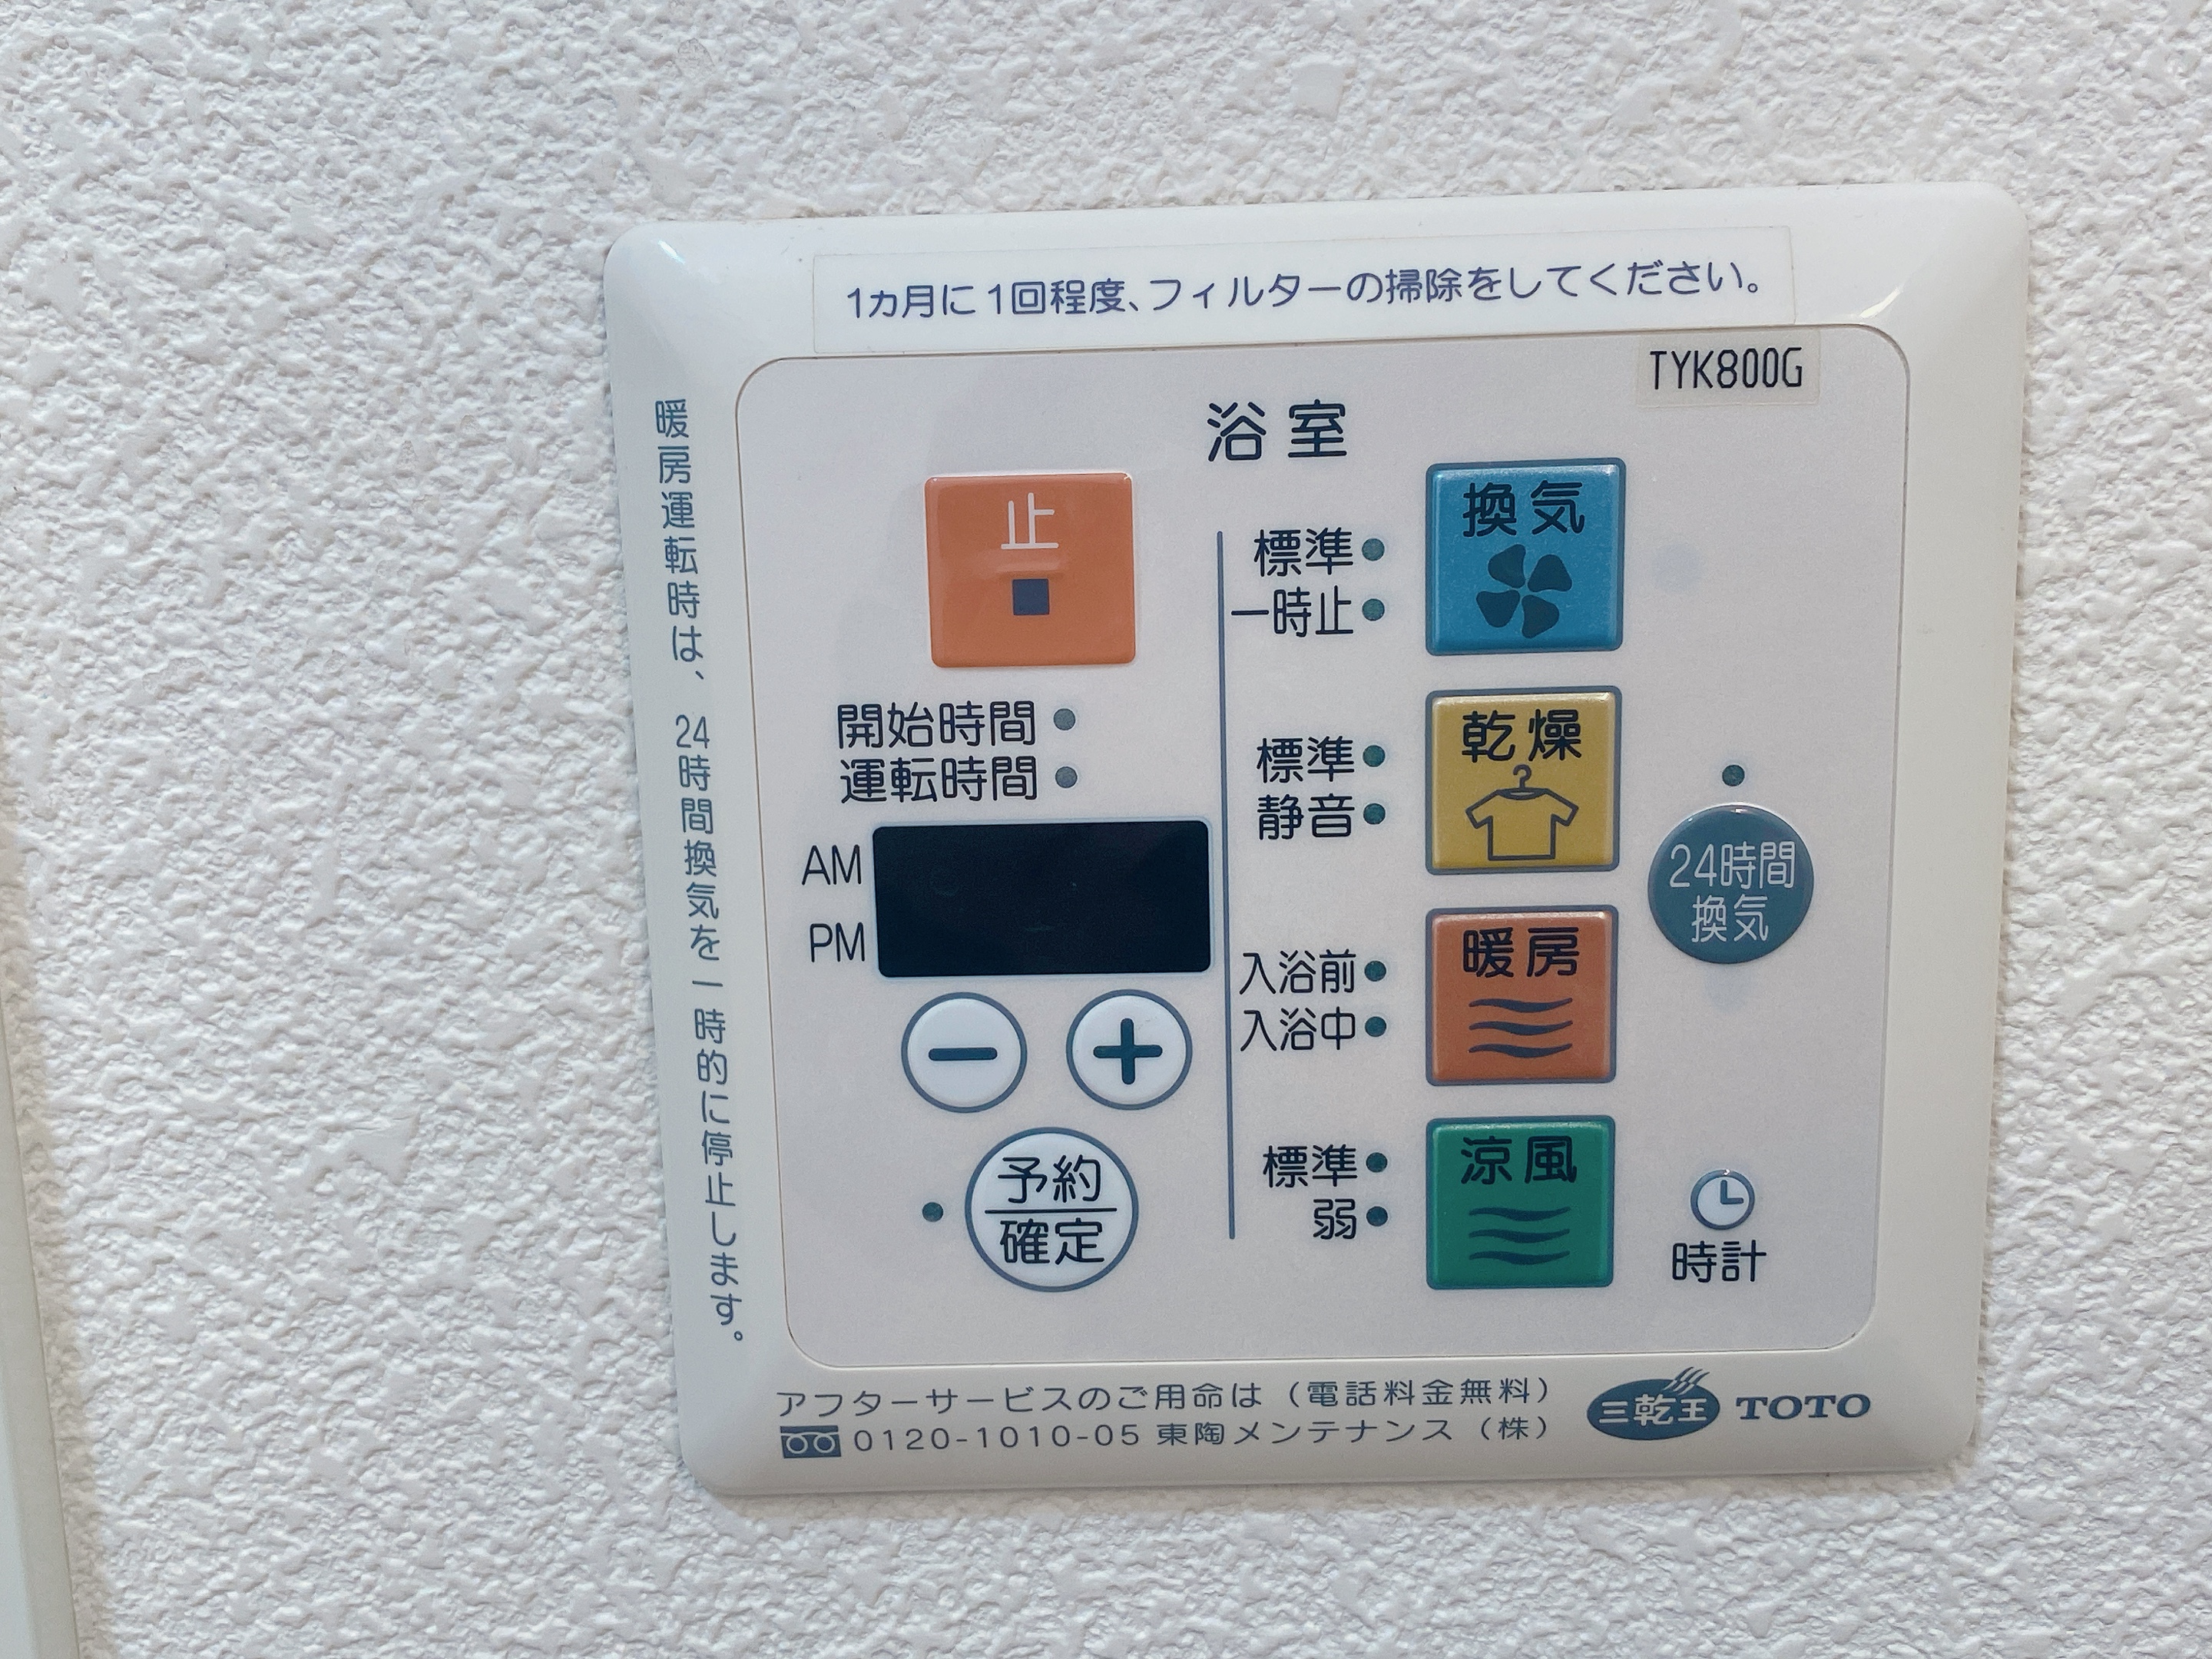 1カ月に1回程度、フィルターの掃除をしてください。
TYK800G
浴室
止
換気
標準
一時止
開始時間
運転時間
乾燥
標準
静音
AM
PM
24時間
換気
暖房
入浴前
入浴中
予約
確定
涼風
標準
弱
時計
暖房運転時は、24時間換気を一時的に停止します。
アフターサービスのご用命は（電話料金無料）
0120-1010-05 東陶メンテナンス（株）
三乾王 TOTO